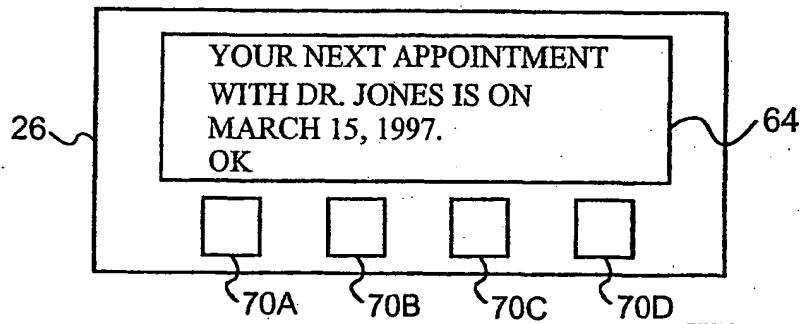 YOUR NEXT APPOINTMENT
WITH DR. JONES IS ON
MARCH 15, 1997.
OK
26
64
70A 70B 70C 70D